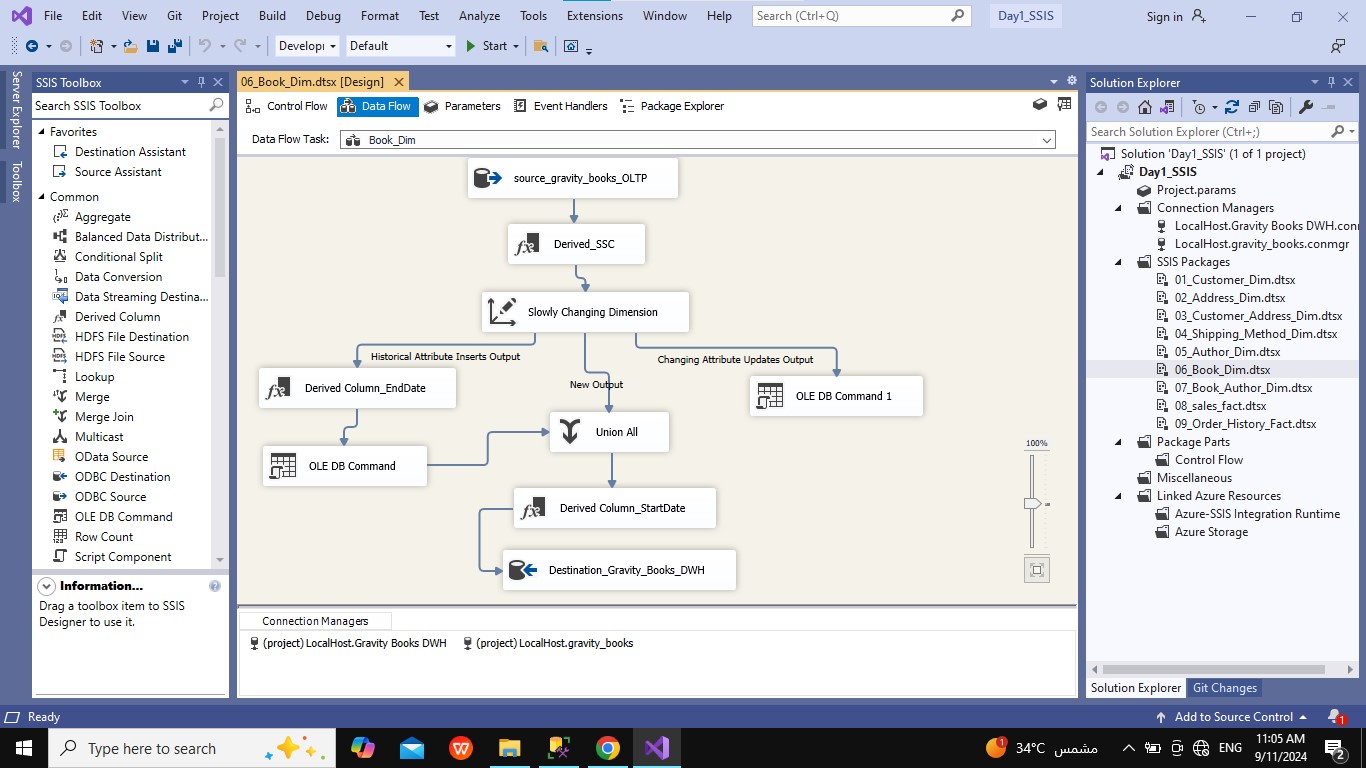 File Edit View Git Project Build Debug Format Test Analyze Tools Extensions Window Help Search (Ctrl+Q) Day1_SSIS Sign in
Develop Default Start
Server Explorer
Toolbox
SSIS Toolbox
Search SSIS Toolbox
Favorites
Destination Assistant
Source Assistant
Common
Aggregate
Balanced Data Distribut...
Conditional Split
Data Conversion
Data Streaming Destina...
Derived Column
HDFS File Destination
HDFS File Source
Lookup
Merge
Merge Join
Multicast
OData Source
ODBC Destination
ODBC Source
OLE DB Command
Row Count
Script Component
Information...
Drag a toolbox item to SSIS
Designer to use it.
06_Book_Dim.dtsx [Design]
Control Flow Data Flow Parameters Event Handlers Package Explorer
Data Flow Task: Book_Dim
source_gravity_books_OLTP
Derived_SSC
Slowly Changing Dimension
Historical Attribute Inserts Output
Changing Attribute Updates Output
New Output
Derived Column_EndDate
OLE DB Command 1
Union All
OLE DB Command
Derived Column_StartDate
Destination_Gravity_Books_DWH
100%
Connection Managers
(project) LocalHost.Gravity Books DWH (project) LocalHost.gravity_books
Solution Explorer
Search Solution Explorer (Ctrl+;)
Solution 'Day1_SSIS' (1 of 1 project)
Day1_SSIS
Project.params
Connection Managers
LocalHost.Gravity Books DWH.con
LocalHost.gravity_books.conmgr
SSIS Packages
01_Customer_Dim.dtsx
02_Address_Dim.dtsx
03_Customer_Address_Dim.dtsx
04_Shipping_Method_Dim.dtsx
05_Author_Dim.dtsx
06_Book_Dim.dtsx
07_Book_Author_Dim.dtsx
08_sales_fact.dtsx
09_Order_History_Fact.dtsx
Package Parts
Control Flow
Miscellaneous
Linked Azure Resources
Azure-SSIS Integration Runtime
Azure Storage
Solution Explorer Git Changes
Ready Add to Source Control 1
Type here to search
1 34°C مشمس ENG
11:05 AM
9/11/2024
2